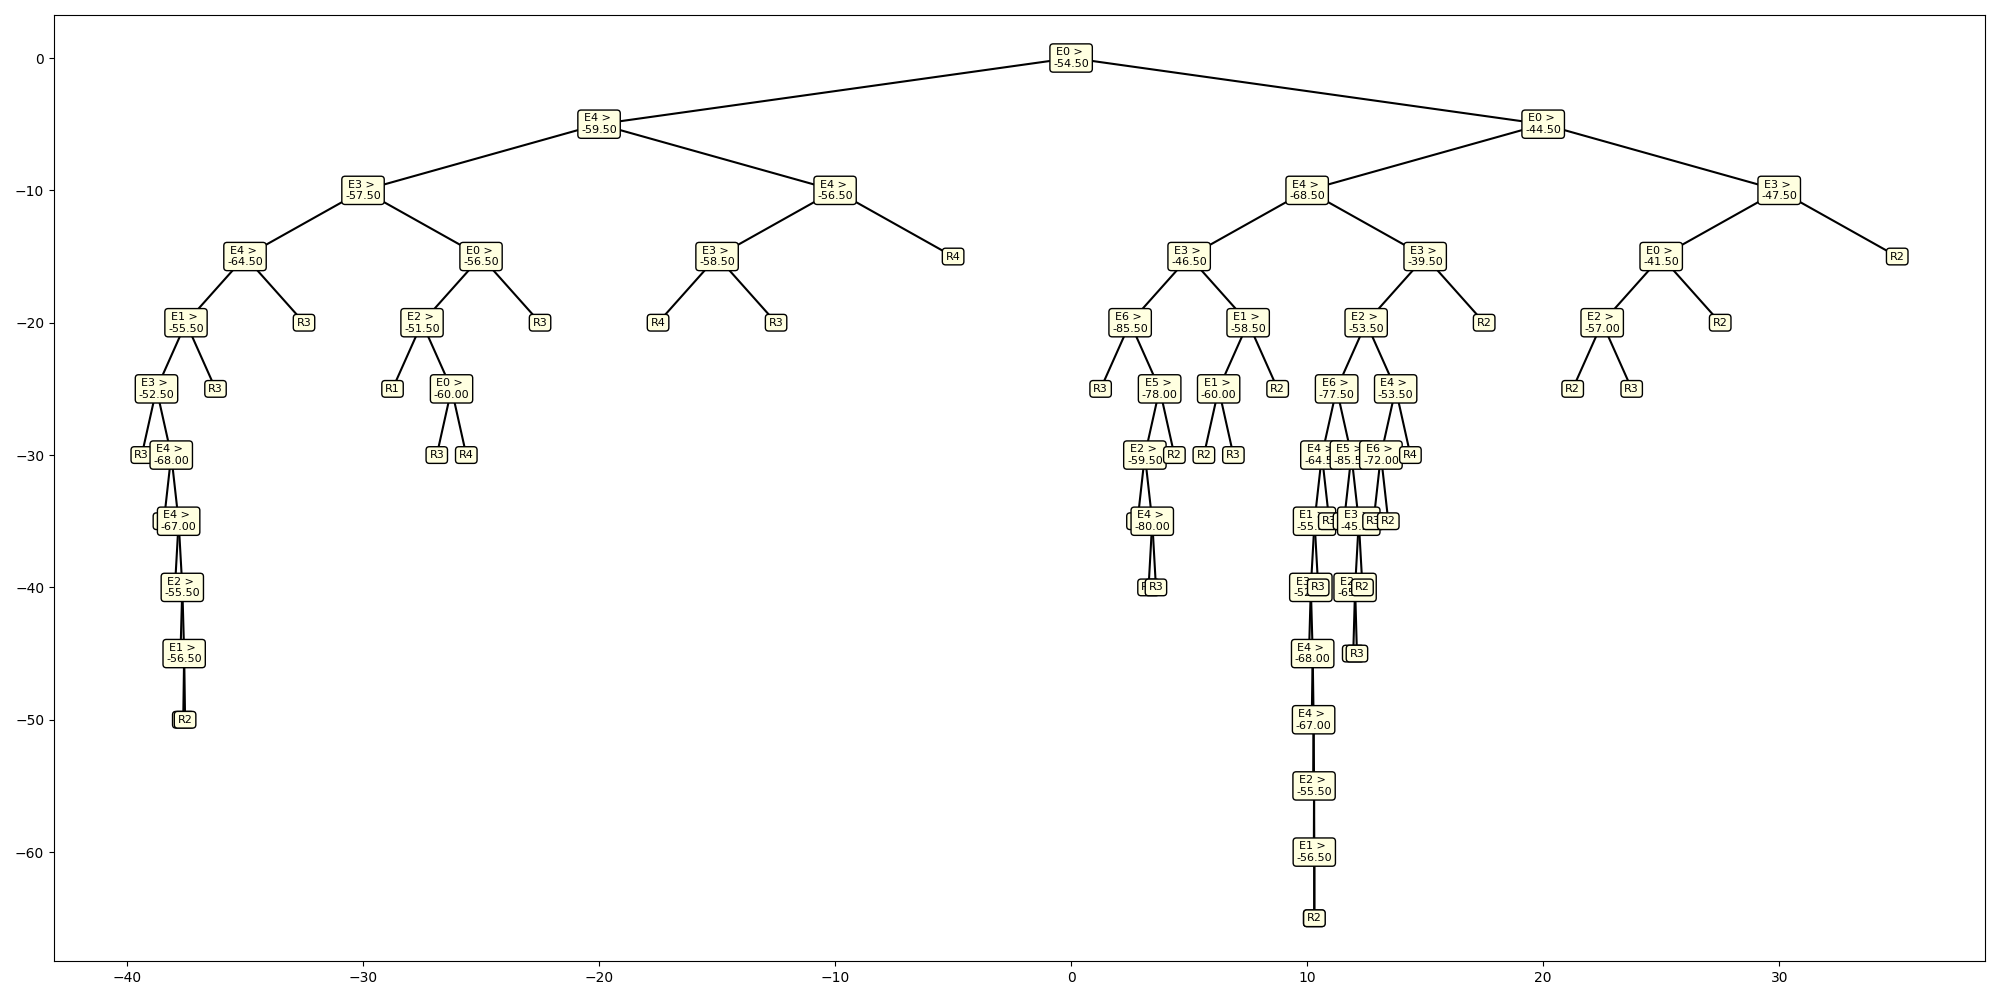 E0 >
-54.50
E4 >
-59.50
E0 >
-44.50
E3 >
-57.50
E4 >
-56.50
E4 >
-68.50
E3 >
-47.50
E4 >
-64.50
E0 >
-56.50
E3 >
-58.50
R4
E3 >
-46.50
E3 >
-39.50
E0 >
-41.50
R2
E1 >
-55.50
R3
E2 >
-51.50
R3
R4
R3
E6 >
-85.50
E1 >
-58.50
E2 >
-53.50
R2
E2 >
-57.00
R2
E3 >
-52.50
R3
R1
E0 >
-60.00
R3
E5 >
-78.00
E1 >
-60.00
R2
E6 >
-77.50
E4 >
-53.50
R2
R3
R3
E4 >
-68.00
R3
R4
E2 >
-59.50
R2
R2
R3
E4
-64.5
E5 >
-85.5
E6 >
-72.00
R4
E4 >
-67.00
E4 >
-80.00
E1
-55.
R3
E3
-45.
R3
R2
E2 >
-55.50
R3
E3
R3
E2
R2
E1 >
-56.50
E4 >
-68.00
R3
R2
E4 >
-67.00
E2 >
-55.50
E1 >
-56.50
R2
0
−10
−20
−30
−40
−50
−60
−40
−30
−20
−10
0
10
20
30